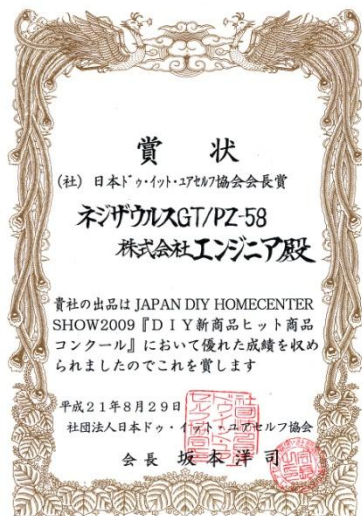 賞状
(社) 日本ドゥ・イット・ユアセルフ協会会長賞
ネジザウルスGT/PZ-58
株式会社エンジニア殿
貴社の出品は JAPAN DIY HOMECENTER
SHOW2009『ＤＩＹ新商品ヒット商品
コンクール』において優れた成績を収め
られましたのでこれを賞します
平成２１年８月２９日
社団法人日本ドゥ・イット・ユアセルフ協会
会長 坂本洋司